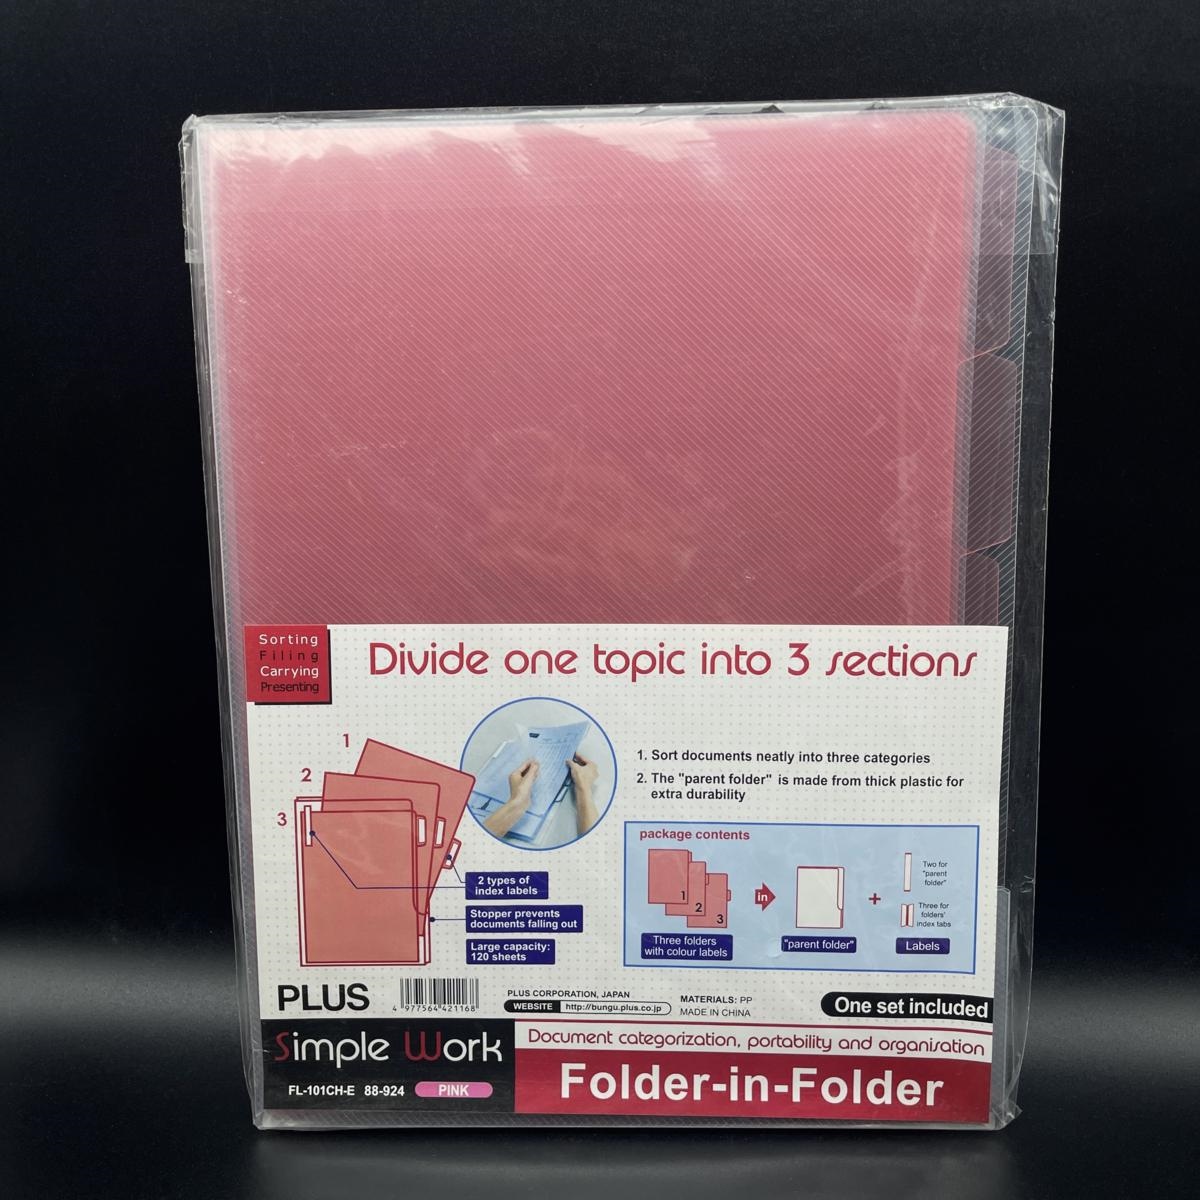 Sorting
Filing
Carrying
Presenting
Divide one topic into 3 sections
1
2
3
2 types of
index labels
Stopper prevents
documents falling out
Large capacity:
120 sheets
1. Sort documents neatly into three categories
2. The "parent folder" is made from thick plastic for
extra durability
package contents
1
2
3
in
+
Three folders
with colour labels
"parent folder"
Two for
"parent
folder"
Three for
folders'
index tabs
Labels
PLUS
4 977564 421168
PLUS CORPORATION, JAPAN
WEBSITE http://bungu.plus.co.jp
MATERIALS: PP
MADE IN CHINA
One set included
Simple Work
FL-101CH-E 88-924 PINK
Document categorization, portability and organisation
Folder-in-Folder